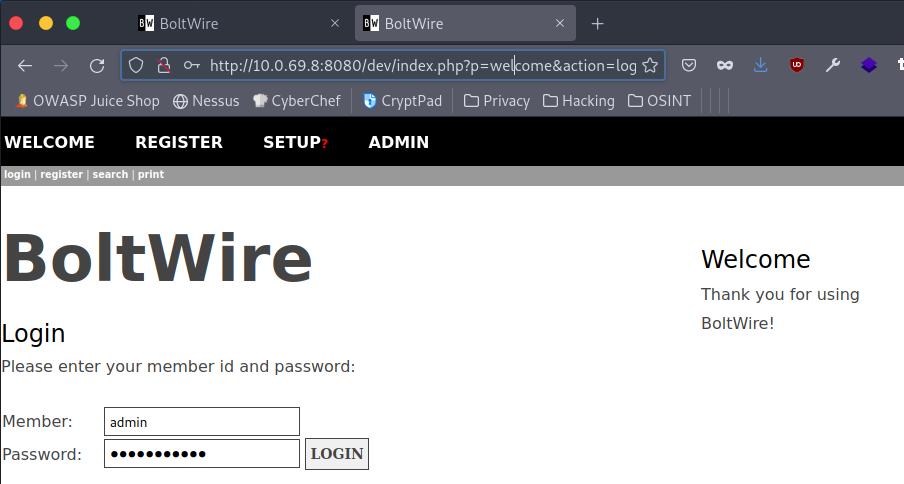 BW BoltWire × BW BoltWire × +
http://10.0.69.8:8080/dev/index.php?p=welcome&action=log
OWASP Juice Shop Nessus CyberChef CryptPad Privacy Hacking OSINT
WELCOME REGISTER SETUP? ADMIN
login | register | search | print
BoltWire
Login
Please enter your member id and password:
Member: admin
Password: ●●●●●●●●●●● LOGIN
Welcome
Thank you for using
BoltWire!